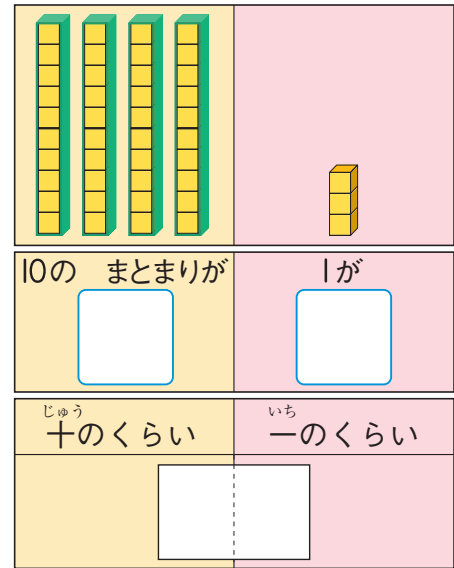 10の まとまりが
1が
じゅう
十のくらい
いち
一のくらい